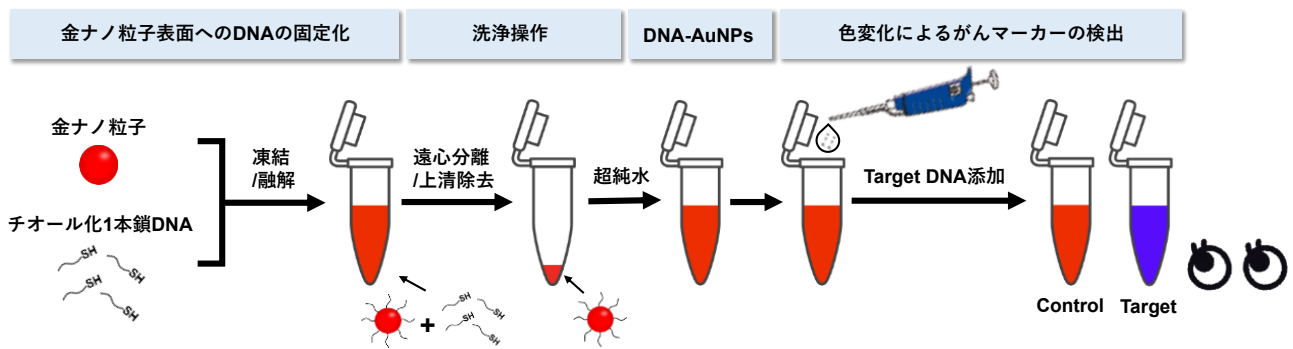 金ナノ粒子表面へのDNAの固定化
洗浄操作
DNA-AuNPs
色変化によるがんマーカーの検出
金ナノ粒子
チオール化1本鎖DNA
SH
SH
SH
SH
凍結
/融解
遠心分離
/上清除去
超純水
Target DNA添加
+
SH
SH
SH
SH
Control
Target